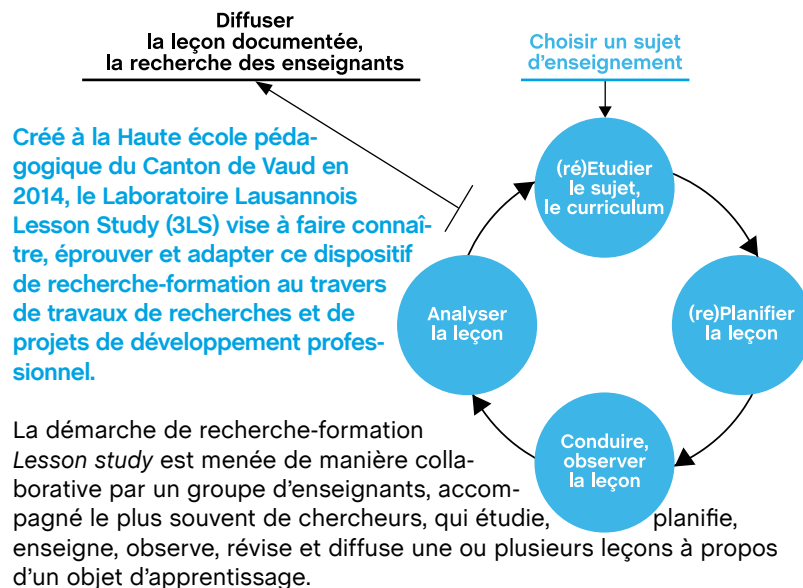 Diffuser
la leçon documentée,
la recherche des enseignants
Choisir un sujet
d'enseignement
Créé à la Haute école péda-
gogique du Canton de Vaud en
2014, le Laboratoire Lausannois
Lesson Study (3LS) vise à faire connaî-
tre, éprouver et adapter ce dispositif
de recherche-formation au travers
de travaux de recherches et de
projets de développement profes-
sionnel.
(ré)Etudier
le sujet,
le curriculum
(re)Planifier
la leçon
Conduire,
observer
la leçon
Analyser
la leçon
La démarche de recherche-formation
Lesson study est menée de manière colla-
borative par un groupe d'enseignants, accom-
pagné le plus souvent de chercheurs, qui étudie, planifie,
enseigne, observe, révise et diffuse une ou plusieurs leçons à propos
d'un objet d'apprentissage.